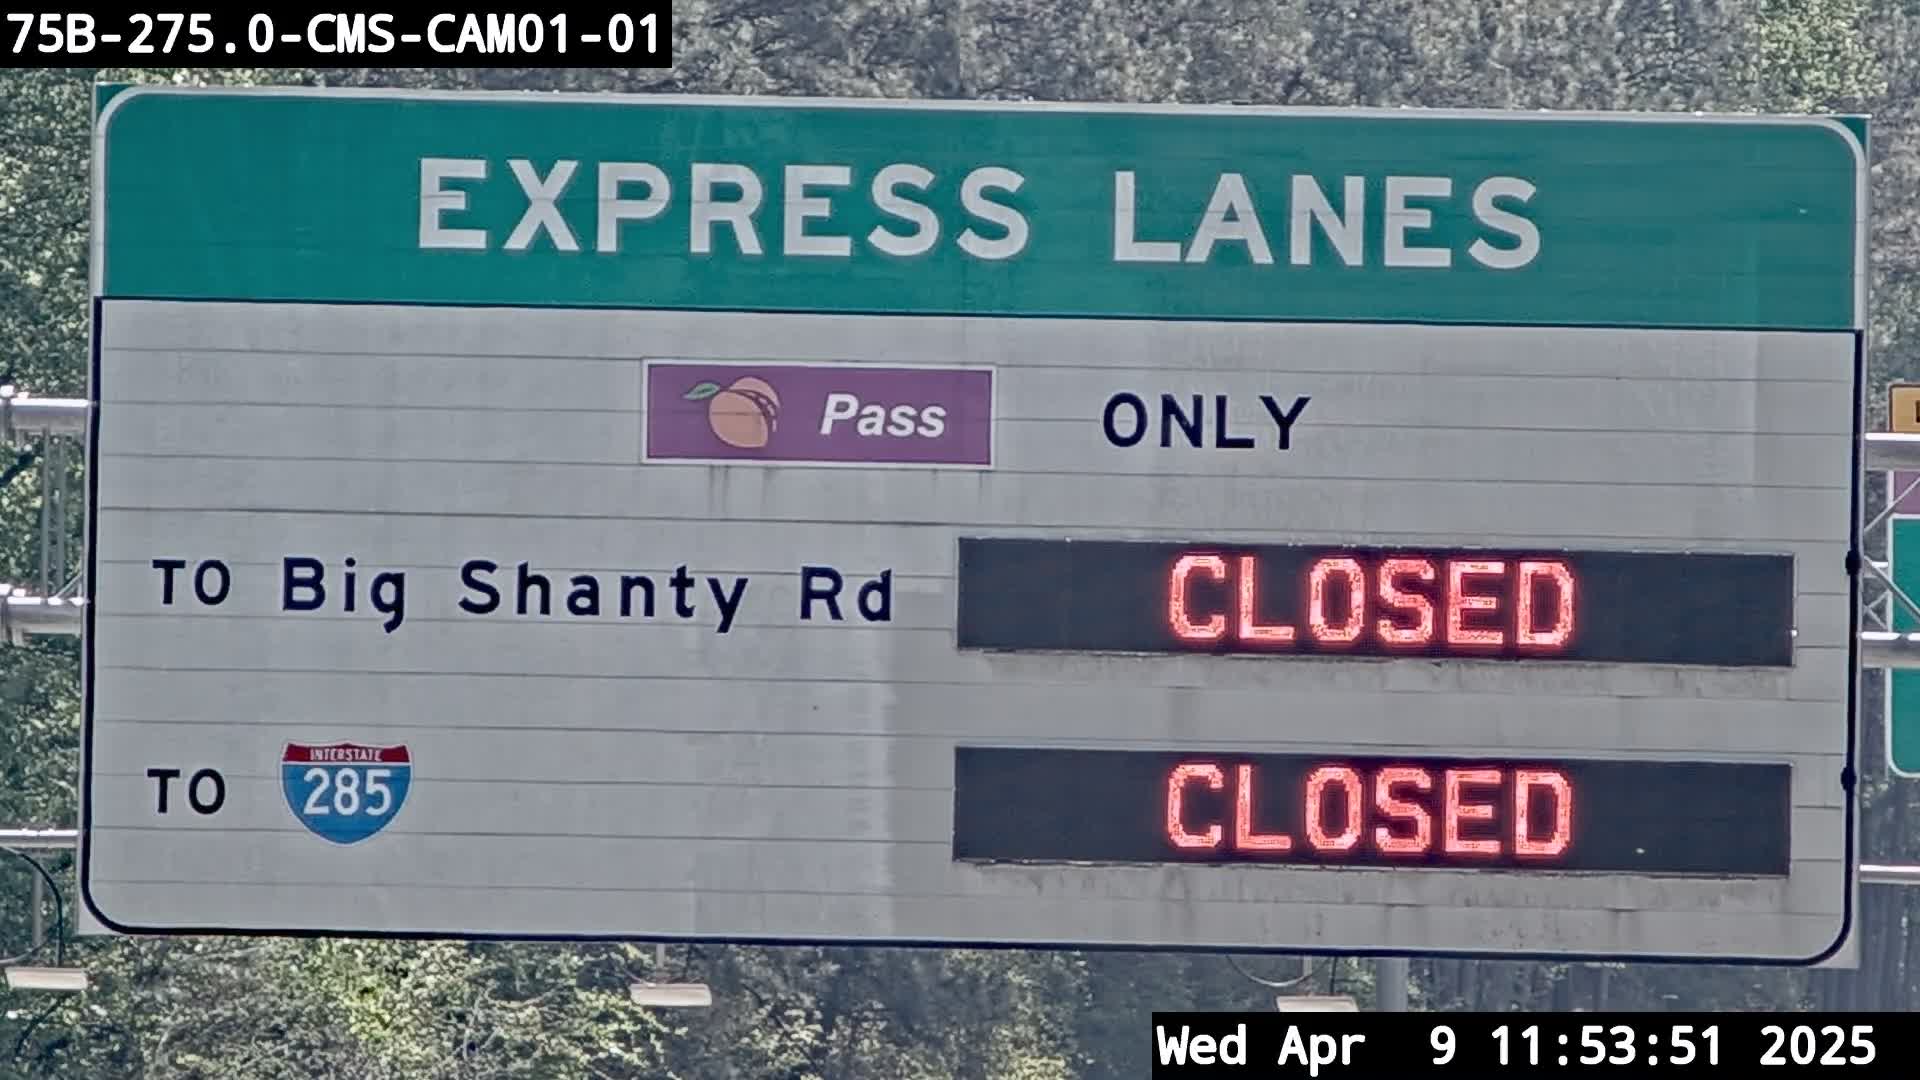 75B-275.0-CMS-CAM01-01
EXPRESS LANES
Pass ONLY
TO Big Shanty Rd CLOSED
INTERSTATE
TO 285 CLOSED
Wed Apr 9 11:53:51 2025